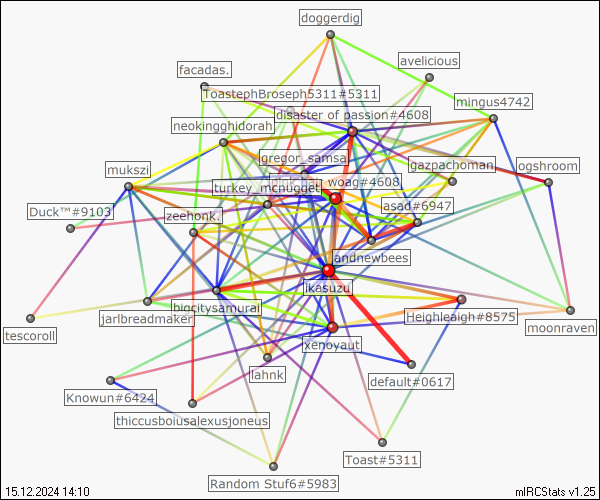 doggerdig
avelicious
facadas.
ToastephBroseph5311#5311
mingus4742
disaster of passion#4608
neokingghidorah
gregor_samsa
gazpachoman
ogshroom
mukszi
turkey_mcnugget
woag#4608
asad#6947
Duck™#9103
zeehonk.
andnewbees
ikasuzu
bigcitysamurai
jarlbreadmaker
Heighleaigh#8575
moonraven
tescoroll
xenoyaut
lahnk
default#0617
Knowun#6424
thiccusboiusalexusjoneus
Toast#5311
Random Stuf6#5983
15.12.2024 14:10
mIRCStats v1.25